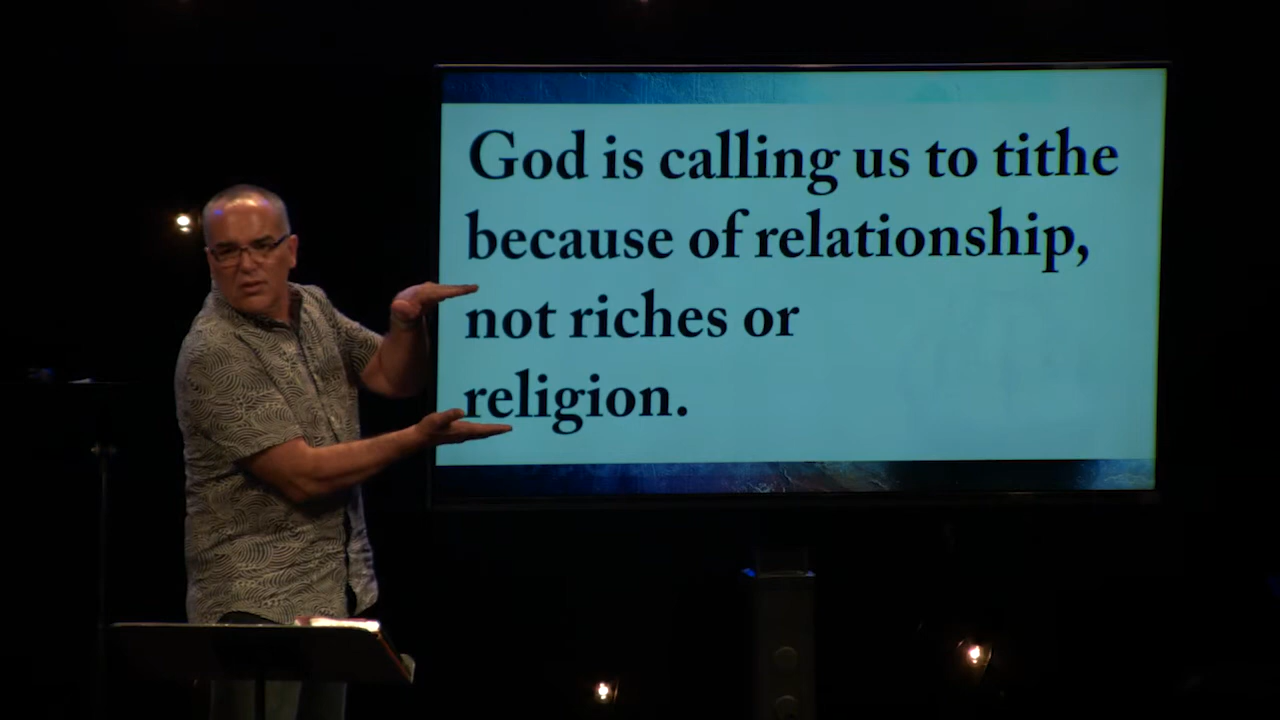 God is calling us to tithe
because of relationship,
not riches or
religion.